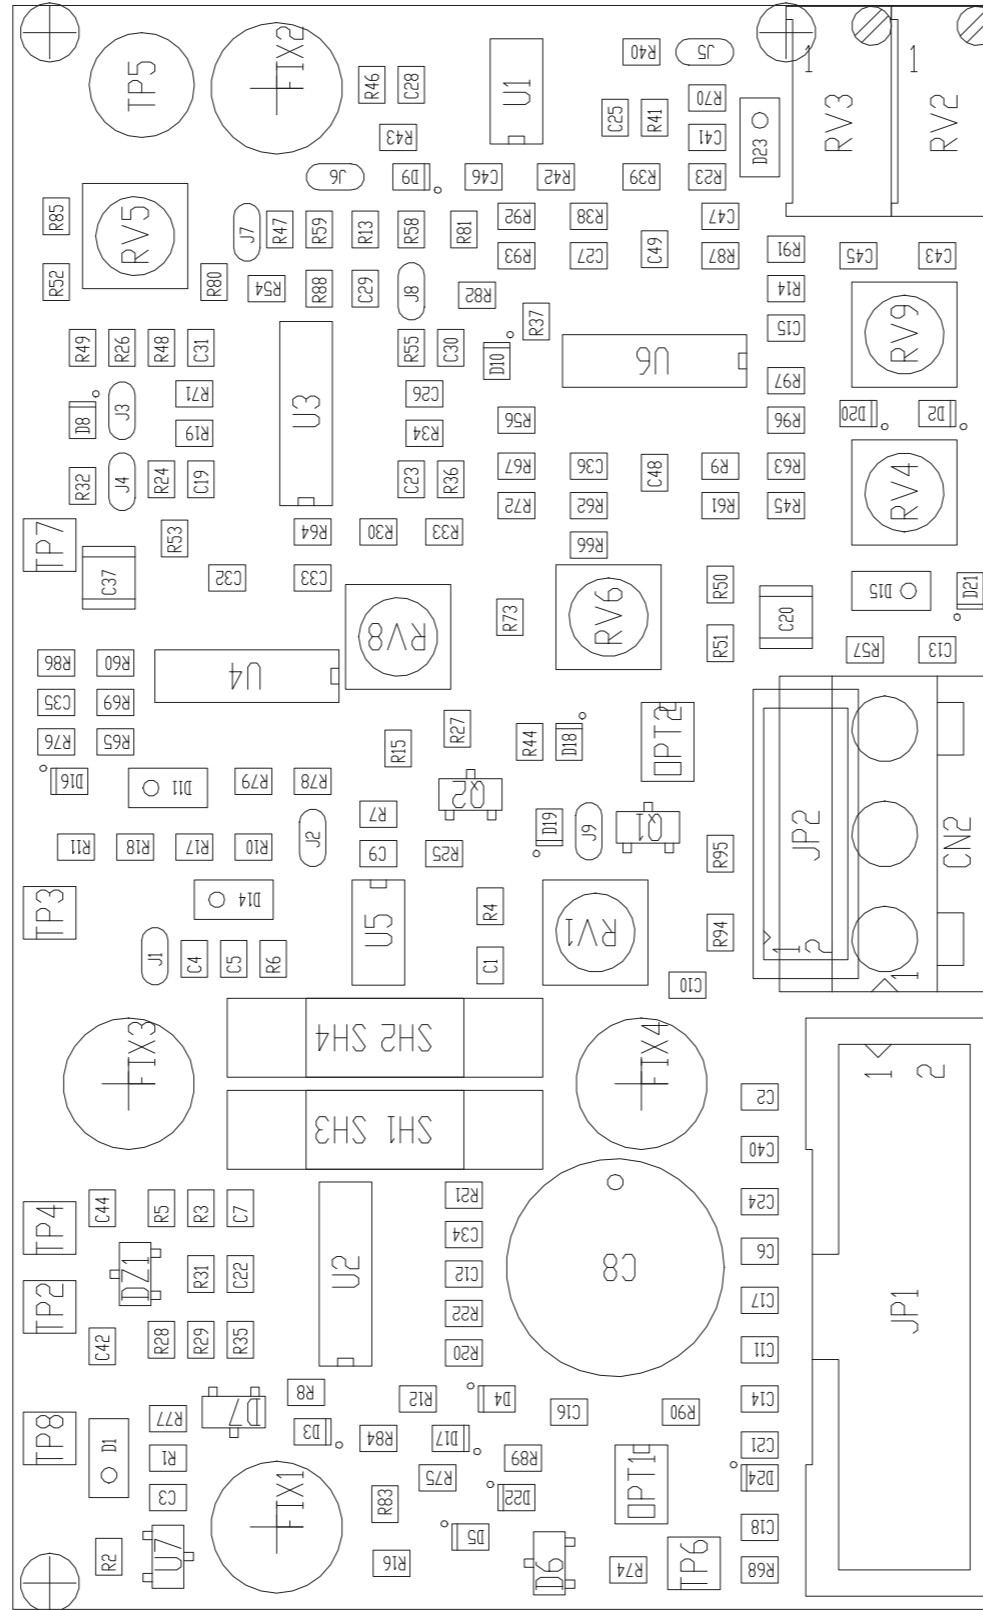 TP5
FIX2
R46
C28
U1
R40
J5
1
RV3
1
RV2
R43
C25
R41
R70
C41
D23
J6
D9
C46
R42
R39
R23
R85
RV5
J7
R47
R59
R13
R58
R81
R92
R38
C47
R93
C27
C49
R87
R91
C45
C43
R52
R80
R54
R88
C29
J8
R82
R37
R14
C15
RV9
R49
R26
R48
C31
U3
R55
C30
D10
U6
R97
R71
C26
D8
J3
R19
R34
R56
R96
D20
D2
R32
J4
R24
C19
C23
R36
R67
C36
C48
R9
R63
RV4
R72
R62
R61
R45
TP7
R53
R64
R30
R33
R66
C37
C32
C33
RV8
R73
RV6
R50
C20
D15
D21
R51
R57
C13
R86
R60
U4
C35
R69
R76
R65
R15
R27
R44
D18
OPT2
D16
D11
R79
R78
Q2
JP2
CN2
R11
R18
R17
R10
J2
R7
C9
R25
D19
J9
Q1
R95
TP3
D14
U5
R4
RV1
R94
J1
C4
C5
R6
C1
C10
1
2
1
FIX3
SH2 SH4
FIX4
1
2
SH1 SH3
C2
C40
TP4
C44
R5
R3
C7
U2
R21
C24
DZ1
R31
C22
C34
C12
C8
C6
TP2
C42
R28
R29
R35
R22
R20
C17
C11
JP1
TP8
D1
R77
D7
R8
D3
R12
D4
C16
R90
C14
R1
R84
D17
R89
OPT1
C21
C3
FIX1
R75
R83
D22
D24
R2
U7
R16
D5
D6
R74
TP6
C18
R68